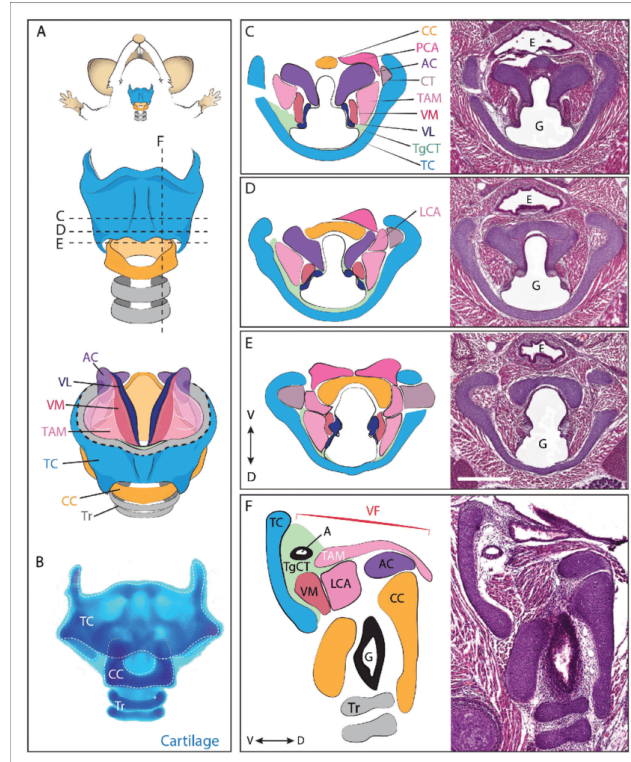 A
F
C
D
E
AC
VL
VM
TAM
TC
CC
Tr
B
TC
CC
Tr
Cartilage
C
CC
PCA
AC
CT
TAM
VM
VL
TgCT
TC
E
G
D
LCA
E
G
E
V
D
E
G
F
TC
VF
A
TgCT
TAM
VM
LCA
AC
CC
G
Tr
V
D